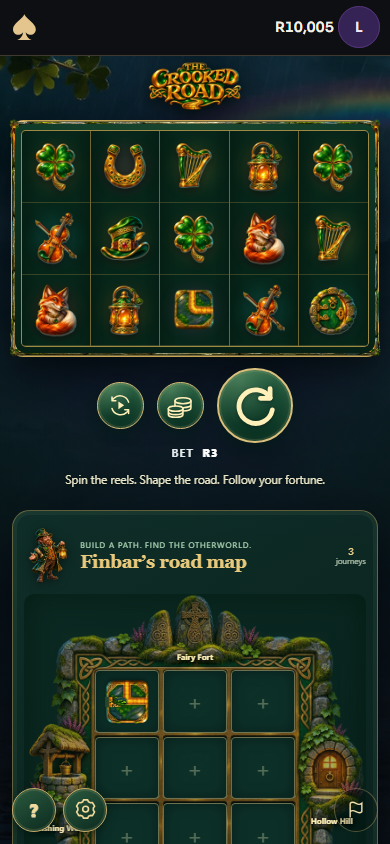 R10,005 L
THE
CROOKED
ROAD
BET R3
Spin the reels. Shape the road. Follow your fortune.
BUILD A PATH. FIND THE OTHERWORLD.
Finbar's road map
3
journeys
Fairy Fort
+ +
+ + +
+ +
?
shing W
Hollow Hill